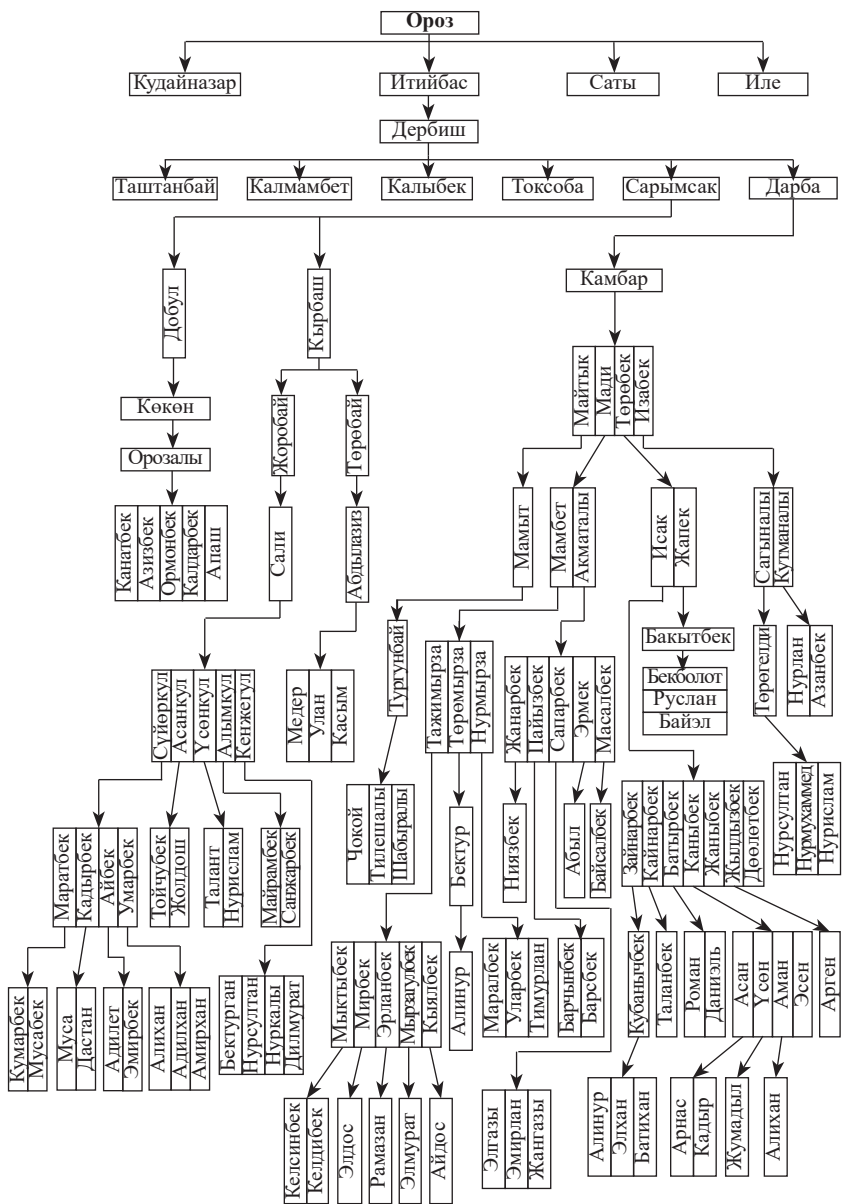 Ороз
Кудайназар
Итийбас
Саты
Иле
Дербиш
Таштанбай
Калмамбет
Калыбек
Токсоба
Сарымсак
Дарба
Добул
Кырбаш
Камбар
Көкөн
Орозалы
Канатбек
Азизбек
Ормонбек
Калдарбек
Апаш
Жоробай
Төрөбай
Сали
Абдылазиз
Майтык
Мади
Төрөбек
Изабек
Мамыт
Мамбет
Акматалы
Исак
Жапек
Сагыналы
Кутманалы
Сүйөркул
Асанкул
Үсөнкул
Алымкул
Кенжегул
Медер
Улан
Касым
Тургунбай
Тажимырза
Төрөмырза
Нурмырза
Жанарбек
Пайызбек
Сапарбек
Эрмек
Масалбек
Бакытбек
Бекболот
Руслан
Байэл
Төрөгелди
Нурлан
Азанбек
Маратбек
Кадырбек
Айбек
Умарбек
Тойчубек
Жолдош
Талант
Нурислам
Майрамбек
Санжарбек
Чокой
Тилешалы
Шабыралы
Бектур
Ниязбек
Абыл
Байсалбек
Зайнарбек
Кайнарбек
Батырбек
Каныбек
Жаныбек
Жылдызбек
Дөөлөтбек
Нурсултан
Нурмухаммед
Нурислам
Кумарбек
Мусабек
Муса
Дастан
Адилет
Эмирбек
Алихан
Адилхан
Амирхан
Бектурган
Нурсултан
Нуркалы
Дилмурат
Мыктыбек
Мирбек
Эрланбек
Мырзагулбек
Кыялбек
Алинур
Маралбек
Уларбек
Тимурлан
Барчынбек
Барсбек
Кубанычбек
Таланбек
Роман
Даниэль
Асан
Үсөн
Аман
Эсен
Арген
Келсинбек
Келдибек
Элдос
Рамазан
Элмурат
Айдос
Элгазы
Эмирлан
Жангазы
Алинур
Элхан
Батихан
Арнас
Кадыр
Жумадыл
Алихан